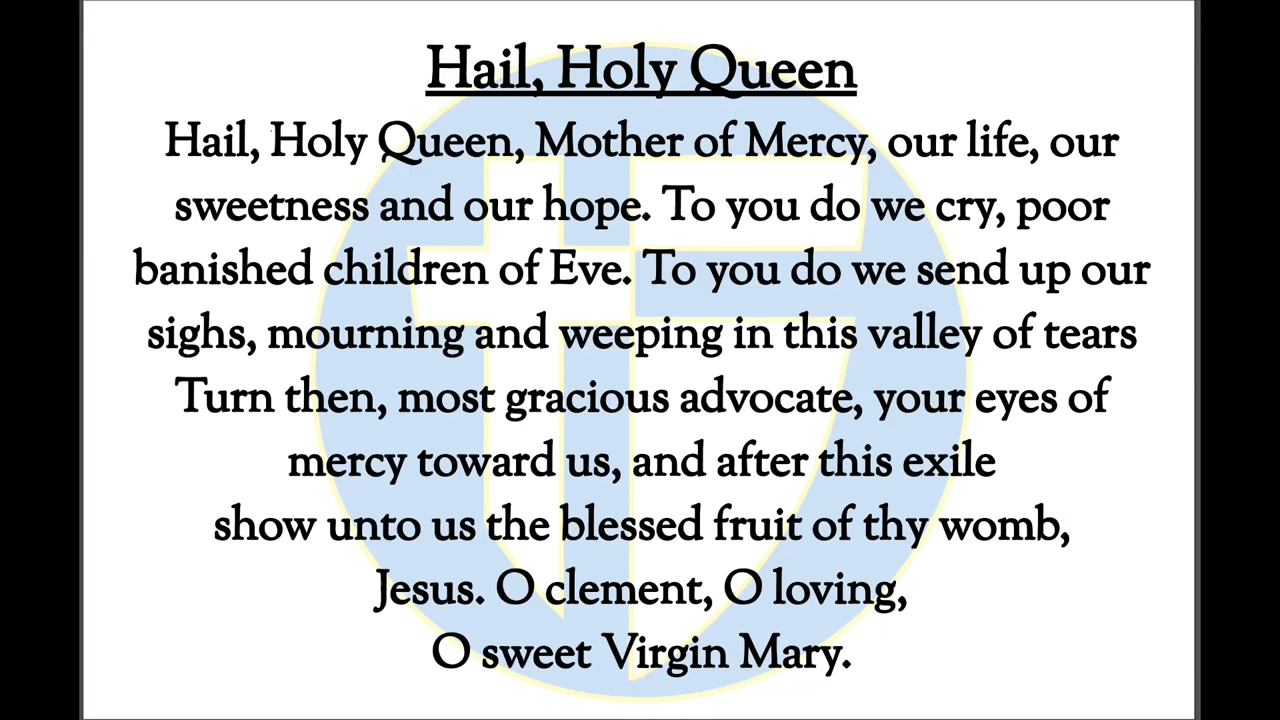 Hail, Holy Queen
Hail, Holy Queen, Mother of Mercy, our life, our
sweetness and our hope. To you do we cry, poor
banished children of Eve. To you do we send up our
sighs, mourning and weeping in this valley of tears
Turn then, most gracious advocate, your eyes of
mercy toward us, and after this exile
show unto us the blessed fruit of thy womb,
Jesus. O clement, O loving,
O sweet Virgin Mary.